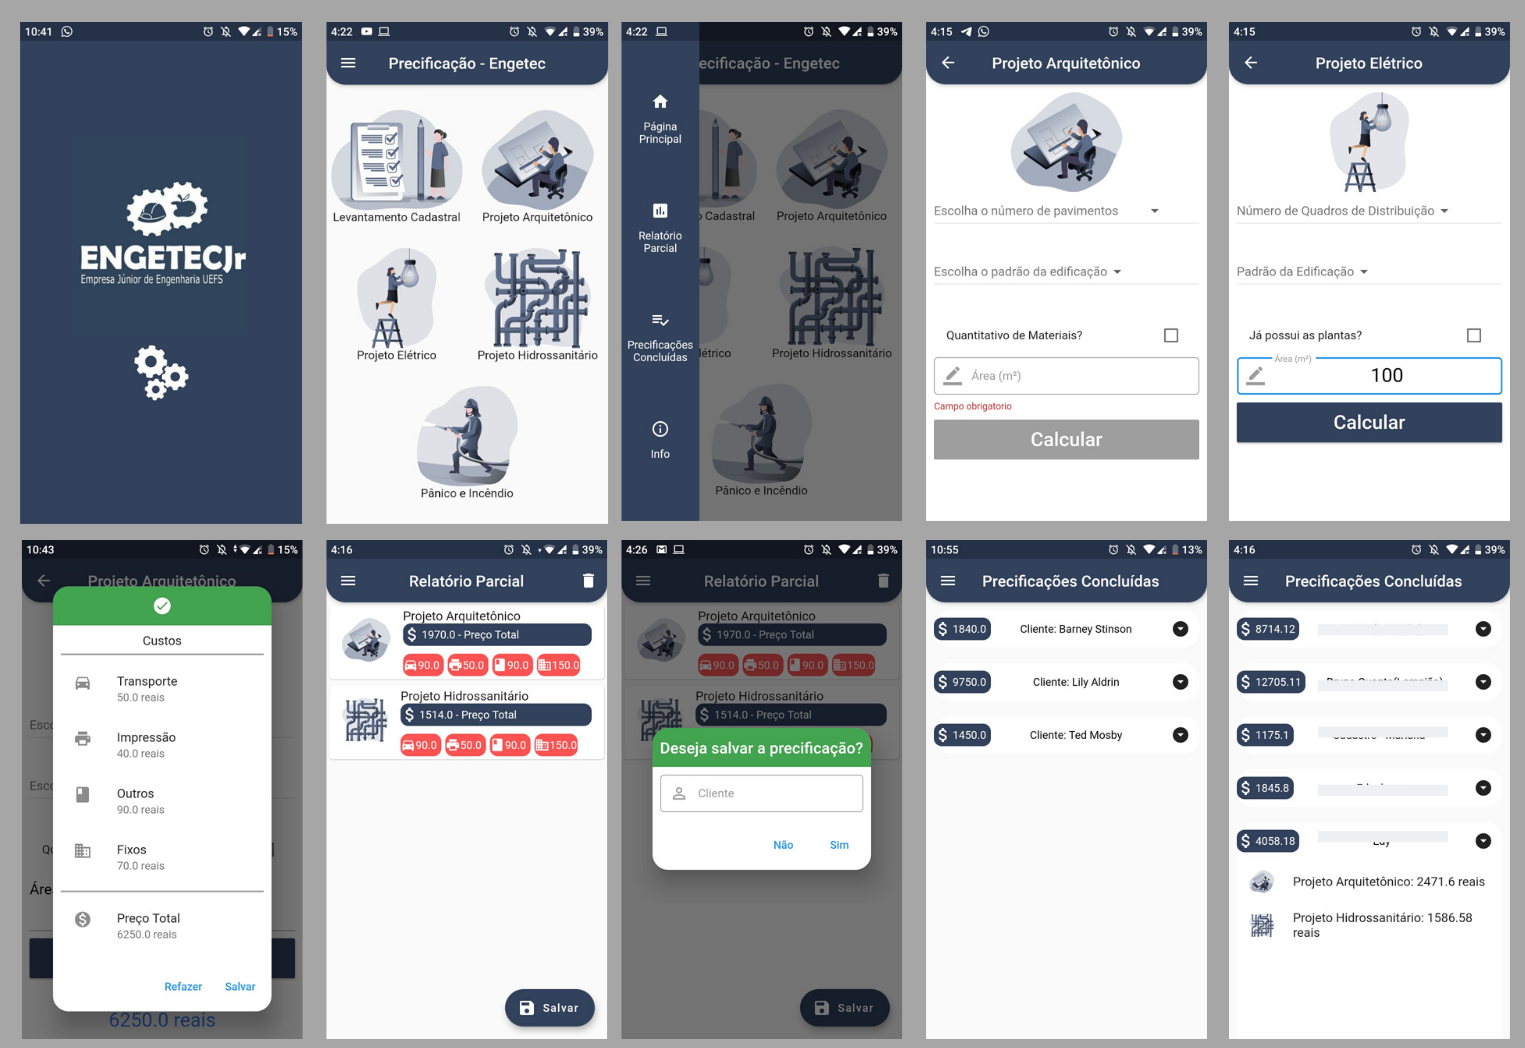 10:41
15%
ENGETECJr
Empresa Júnior de Engenharia UEFS
4:22
39%
Precificação - Engetec
Levantamento Cadastral
Projeto Arquitetônico
Projeto Elétrico
Projeto Hidrossanitário
Pânico e Incêndio
4:22
39%
ecificação - Engetec
Página
Principal
Relatório
Parcial
Precificações
Concluídas
Info
Cadastral
Projeto Arquitetônico
létrico
Projeto Hidrossanitário
Pânico e Incêndio
4:15
39%
Projeto Arquitetônico
Escolha o número de pavimentos
Escolha o padrão da edificação
Quantitativo de Materiais?
Área (m²)
Campo obrigatorio
Calcular
4:15
39%
Projeto Elétrico
Número de Quadros de Distribuição
Padrão da Edificação
Já possui as plantas?
Área (m²)
100
Calcular
10:43
15%
Projeto Arquitetônico
Esco
Esco
Qu
Áre
Custos
Transporte
50.0 reais
Impressão
40.0 reais
Outros
90.0 reais
Fixos
70.0 reais
Preço Total
6250.0 reais
Refazer
Salvar
6250.0 reais
4:16
39%
Relatório Parcial
Projeto Arquitetônico
$ 1970.0 - Preço Total
90.0 50.0 90.0 150.0
Projeto Hidrossanitário
$ 1514.0 - Preço Total
90.0 50.0 90.0 150.0
Salvar
4:26
39%
Relatório Parcial
Projeto Arquitetônico
$ 1970.0 - Preço Total
90.0 50.0 90.0 150.0
Projeto Hidrossanitário
$ 1514.0 - Preço Total
Deseja salvar a precificação?
Cliente
Não
Sim
Salvar
10:55
13%
Precificações Concluídas
$ 1840.0 Cliente: Barney Stinson
$ 9750.0 Cliente: Lily Aldrin
$ 1450.0 Cliente: Ted Mosby
4:16
39%
Precificações Concluídas
$ 8714.12
$ 12705.11
$ 1175.1
$ 1845.8
$ 4058.18
Projeto Arquitetônico: 2471.6 reais
Projeto Hidrossanitário: 1586.58
reais